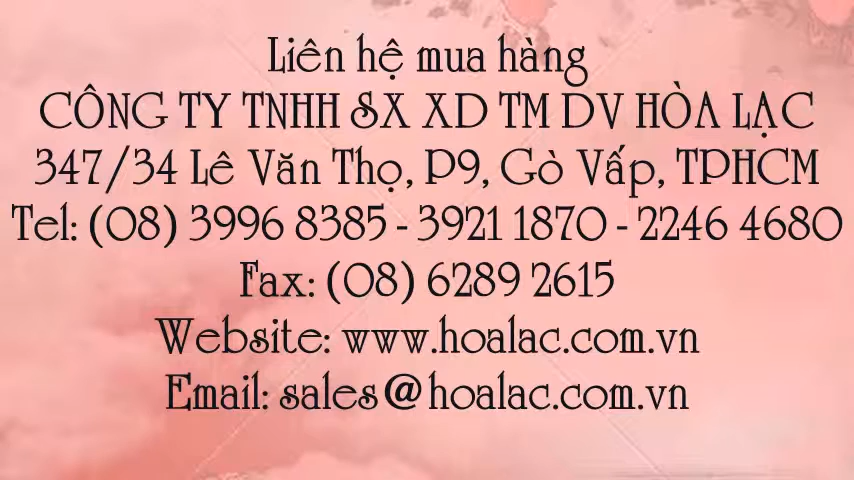 Liên hệ mua hàng
CÔNG TY TNHH SX XD TM DV HÒA LẠC
347/34 Lê Văn Thọ, P9, Gò Vấp, TPHCM
Tel: (08) 3996 8385 - 3921 1870 - 2246 4680
Fax: (08) 6289 2615
Website: www.hoalac.com.vn
Email: sales@hoalac.com.vn